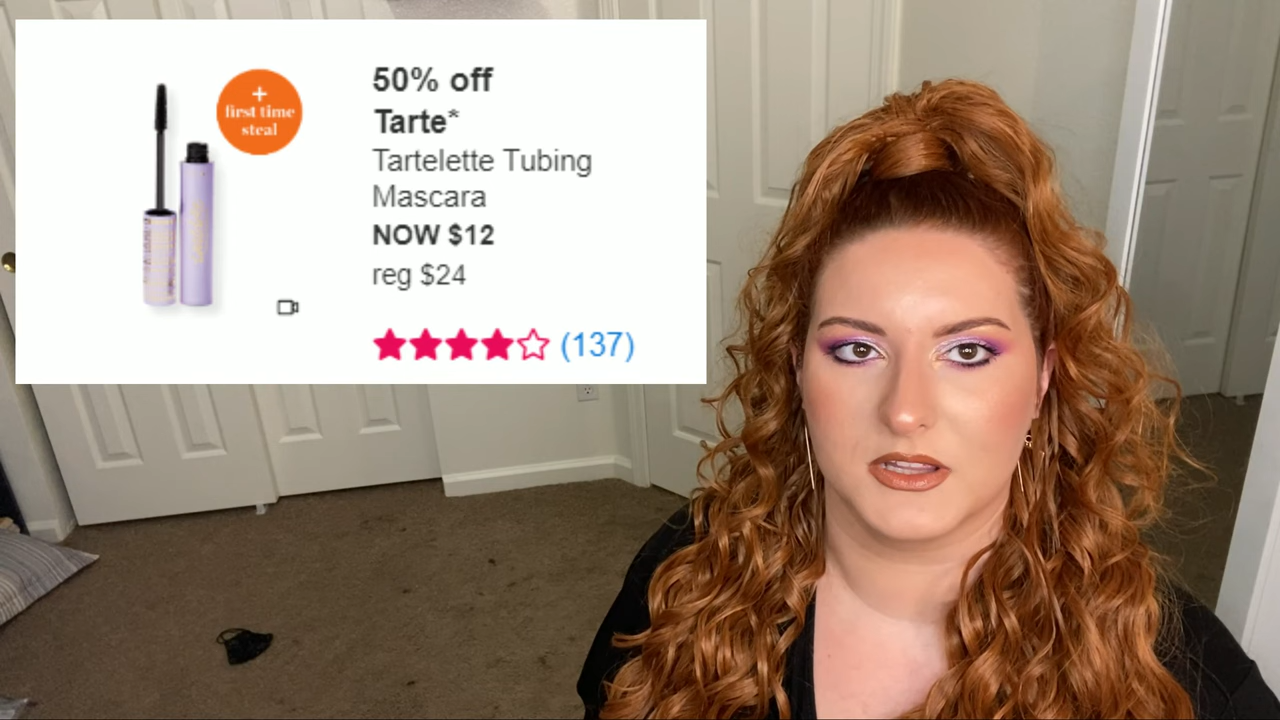 +
first time
steal
50% off
Tarte*
Tartelette Tubing
Mascara
NOW $12
reg $24
(137)